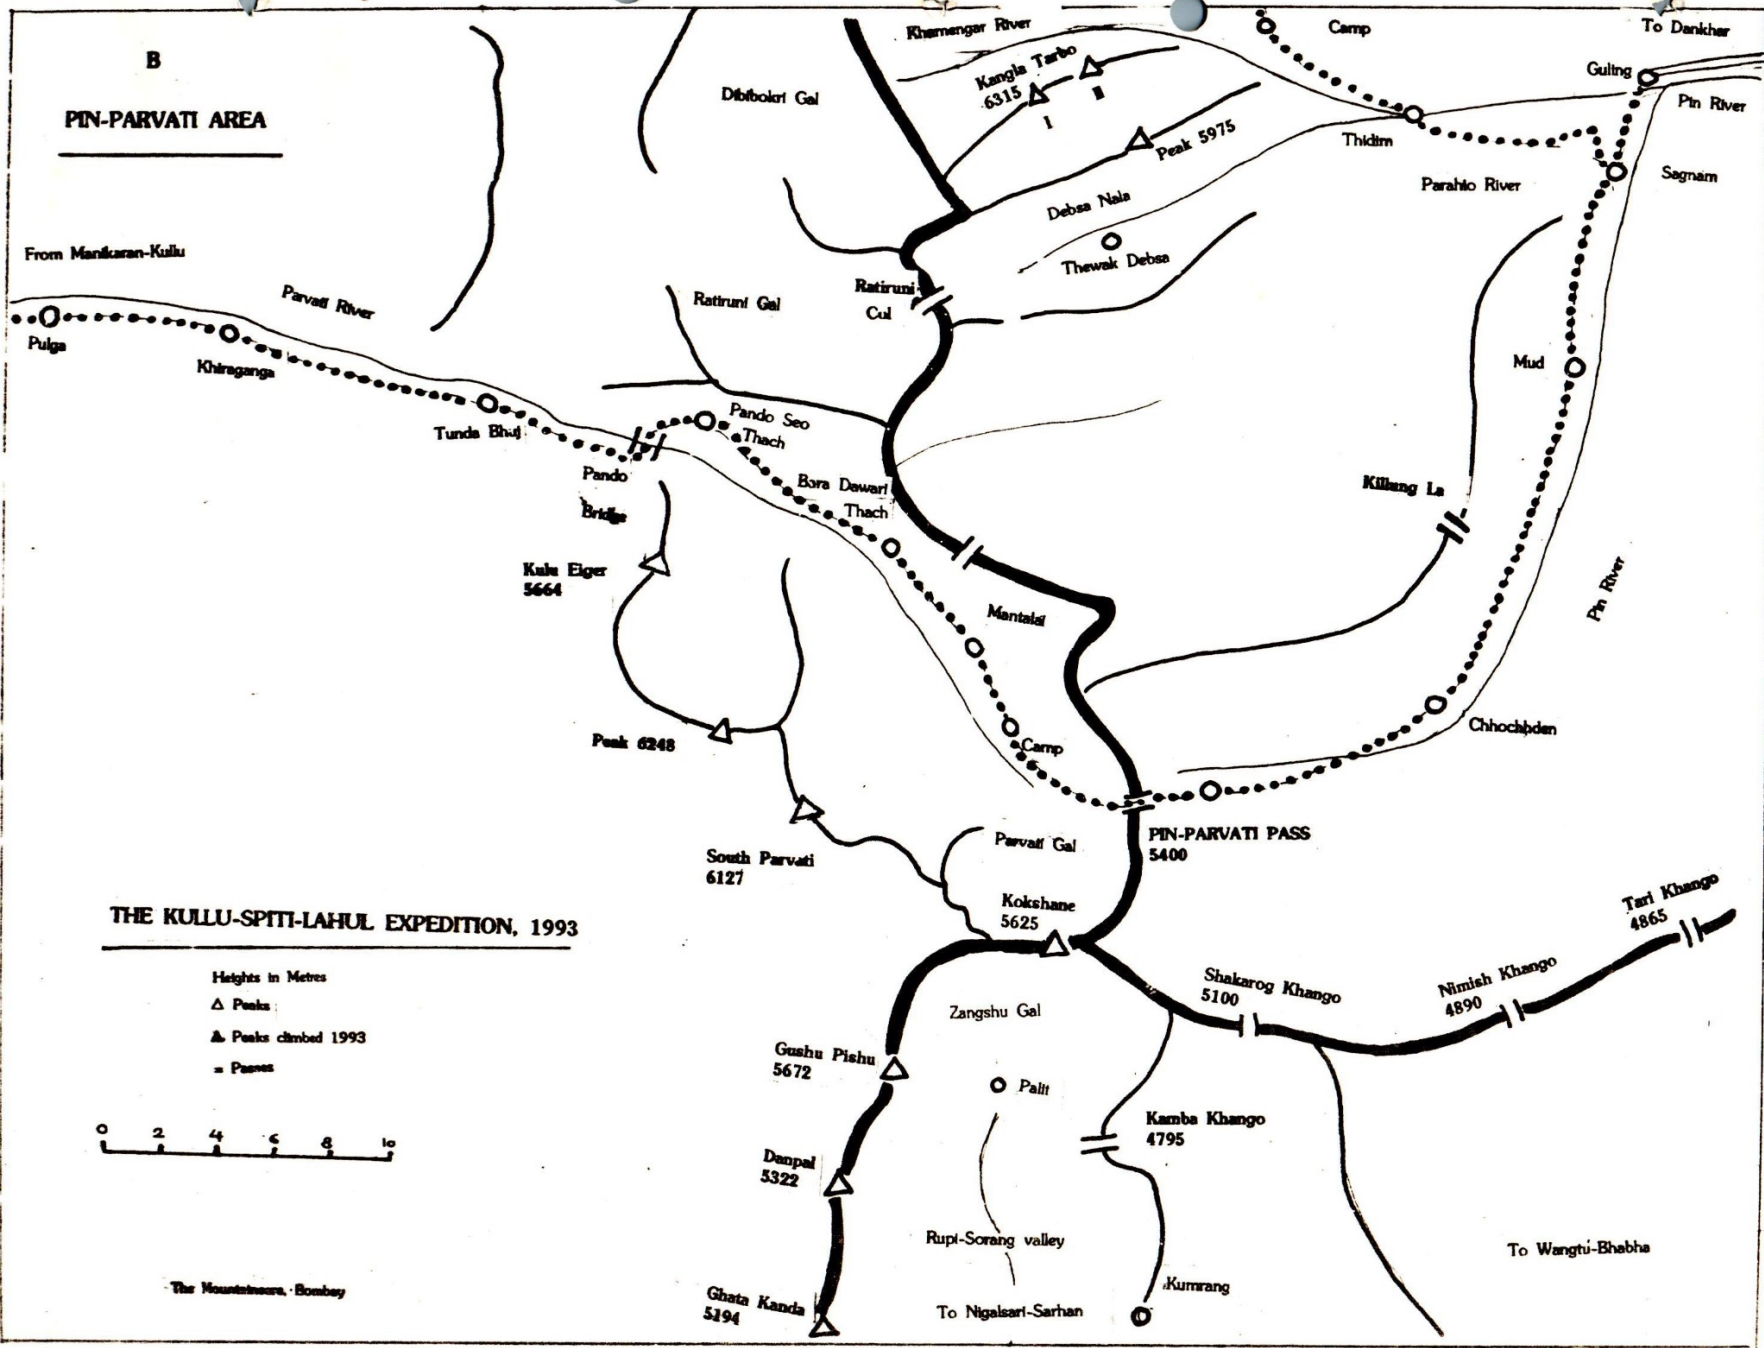 B
PIN-PARVATI AREA
Khamengar River
Camp
To Dankhar
Guling
Pin River
Kangla Tarbo
6315
I
II
Dibibokri Gal
Peak 5975
Thidim
Parahio River
Sagnam
Debsa Nala
Thewak Debsa
From Manikaran-Kullu
Parvati River
Ratiruni Gal
Ratiruni
Col
Pulga
Khiraganga
Tunda Bhuj
Pando Seo
Thach
Pando
Bridge
Bara Dawari
Thach
Mud
Killung La
Kulu Eiger
5664
Mantalai
Pin River
Peak 6248
Camp
Chhochhden
PIN-PARVATI PASS
5400
Parvati Gal
South Parvati
6127
Kokshane
5625
Tari Khango
4865
THE KULLU-SPITI-LAHUL EXPEDITION, 1993
Heights in Metres
Peaks
Peaks climbed 1993
= Passes
Shakarog Khango
5100
Nimish Khango
4890
Zangshu Gal
Gushu Pishu
5672
Palit
Kamba Khango
4795
0 2 4 6 8 10
Danpal
5322
Rupi-Sorang valley
To Wangtu-Bhabha
Kumrang
The Mountaineers, Bombay
Ghata Kanda
5194
To Nigalsari-Sarhan